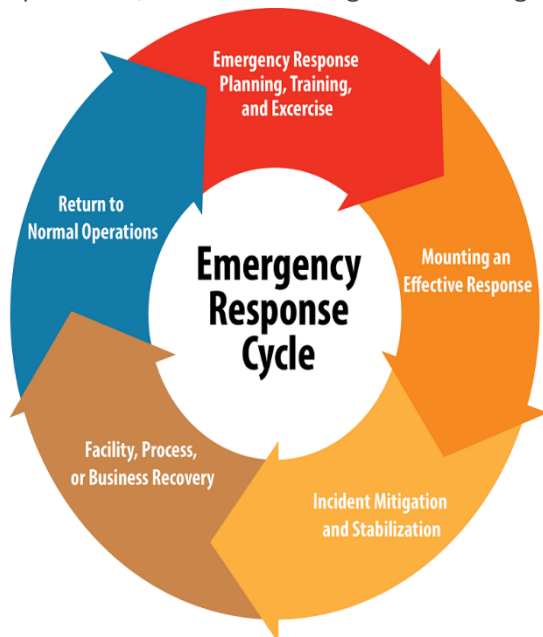 Emergency Response
Planning, Training,
and Excercise
Return to
Normal Operations
Mounting an
Effective Response
Emergency
Response
Cycle
Facility, Process,
or Business Recovery
Incident Mitigation
and Stabilization